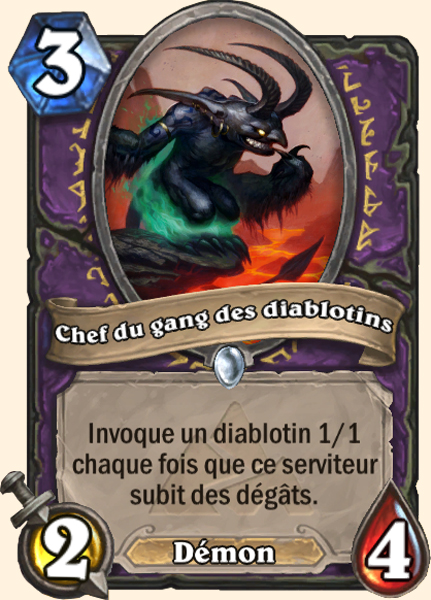 3
Chef du gang des diablotins
Invoque un diablotin 1/1
chaque fois que ce serviteur
subit des dégâts.
2
Démon
4